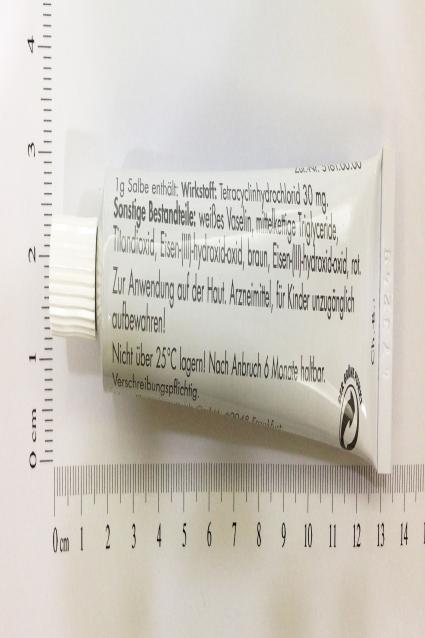 Zul.-Nr. 3161.00.00
1g Salbe enthält: Wirkstoff: Tetracyclinhydrochlorid 30 mg.
Sonstige Bestandteile: weißes Vaselin, mittelkettige Triglyceride,
Titandioxid, Eisen-(III)-hydroxid-oxid, braun, Eisen-(III)-hydroxid-oxid, rot.
Zur Anwendung auf der Haut. Arzneimittel, für Kinder unzugänglich
aufbewahren!
Nicht über 25°C lagern! Nach Anbruch 6 Monate haltbar.
Verschreibungspflichtig.
GmbH, 60048 Frankfurt
Ch.-B.:
0 cm 1 2 3 4
0 cm 1 2 3 4 5 6 7 8 9 10 11 12 13 14